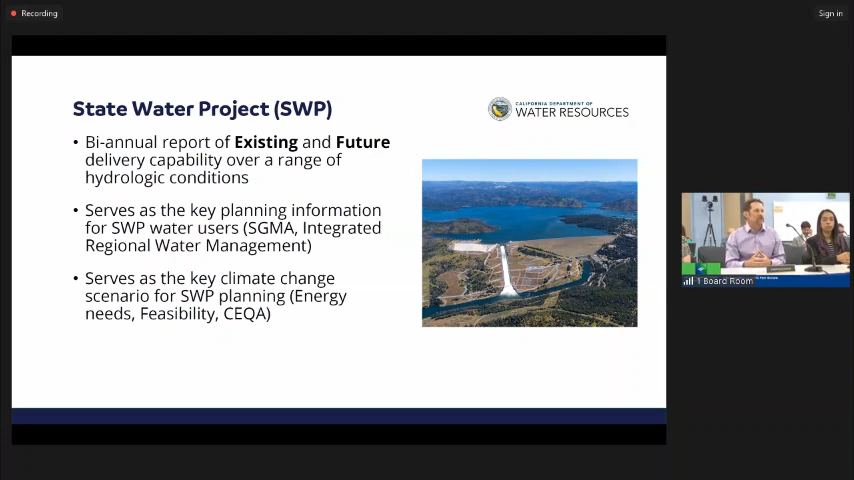 Recording
Sign in
State Water Project (SWP)
CALIFORNIA DEPARTMENT OF
WATER RESOURCES
• Bi-annual report of Existing and Future
delivery capability over a range of
hydrologic conditions
• Serves as the key planning information
for SWP water users (SGMA, Integrated
Regional Water Management)
• Serves as the key climate change
scenario for SWP planning (Energy
needs, Feasibility, CEQA)
1 Board Room